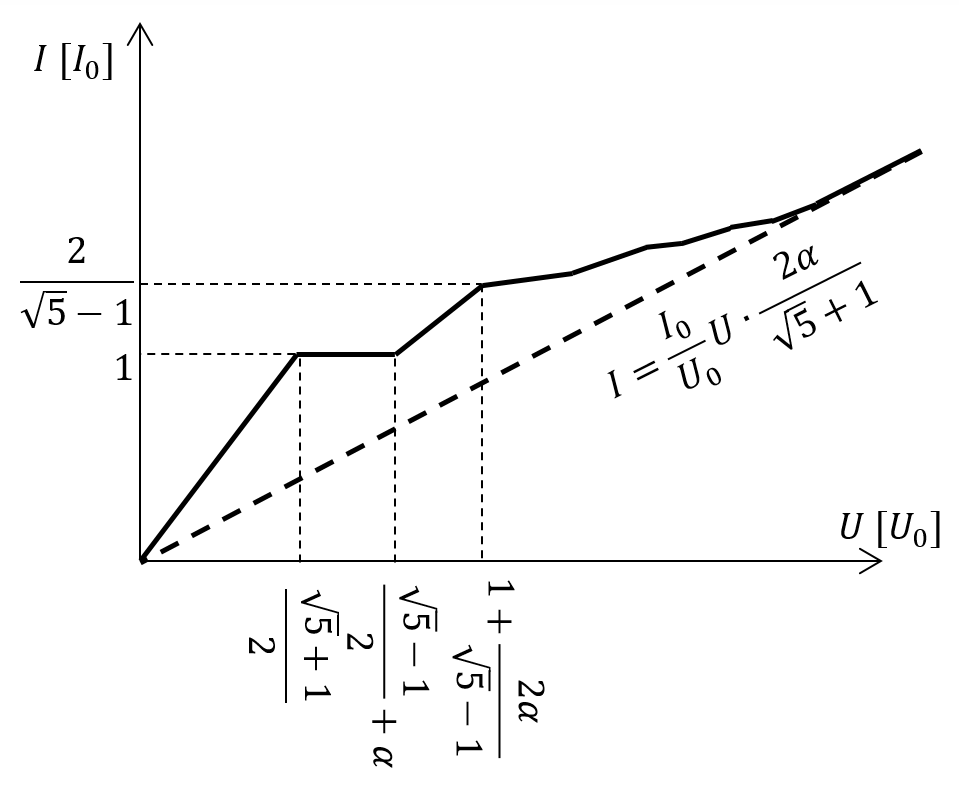 I [I₀]
2/(√5 − 1)
1
I = I₀/U₀ U · 2α/(√5 + 1)
U [U₀]
(√5 + 1)/2
(√5 − 1)/2 + α
1 + 2α/(√5 − 1)